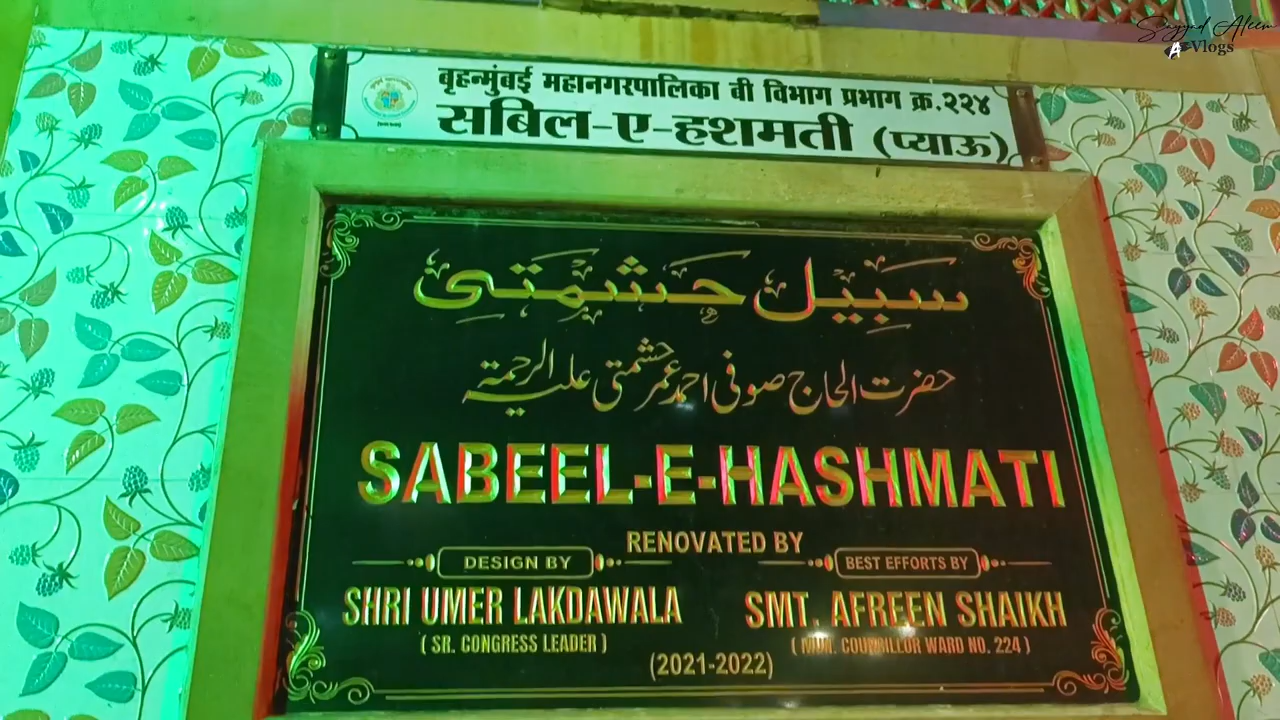 Sayyad Aleem
Vlogs
बृहन्मुंबई महानगरपालिका बी विभाग प्रभाग क्र.२२४
सबिल-ए-हशमती (प्याऊ)
سبیل حشمتی
حضرت الحاج صوفی احمد عمر حشمتی علیہ الرحمۃ
SABEEL-E-HASHMATI
RENOVATED BY
DESIGN BY
BEST EFFORTS BY
SHRI UMER LAKDAWALA
SMT. AFREEN SHAIKH
( SR. CONGRESS LEADER )
( MUN. COUNCILLOR WARD NO. 224 )
(2021-2022)